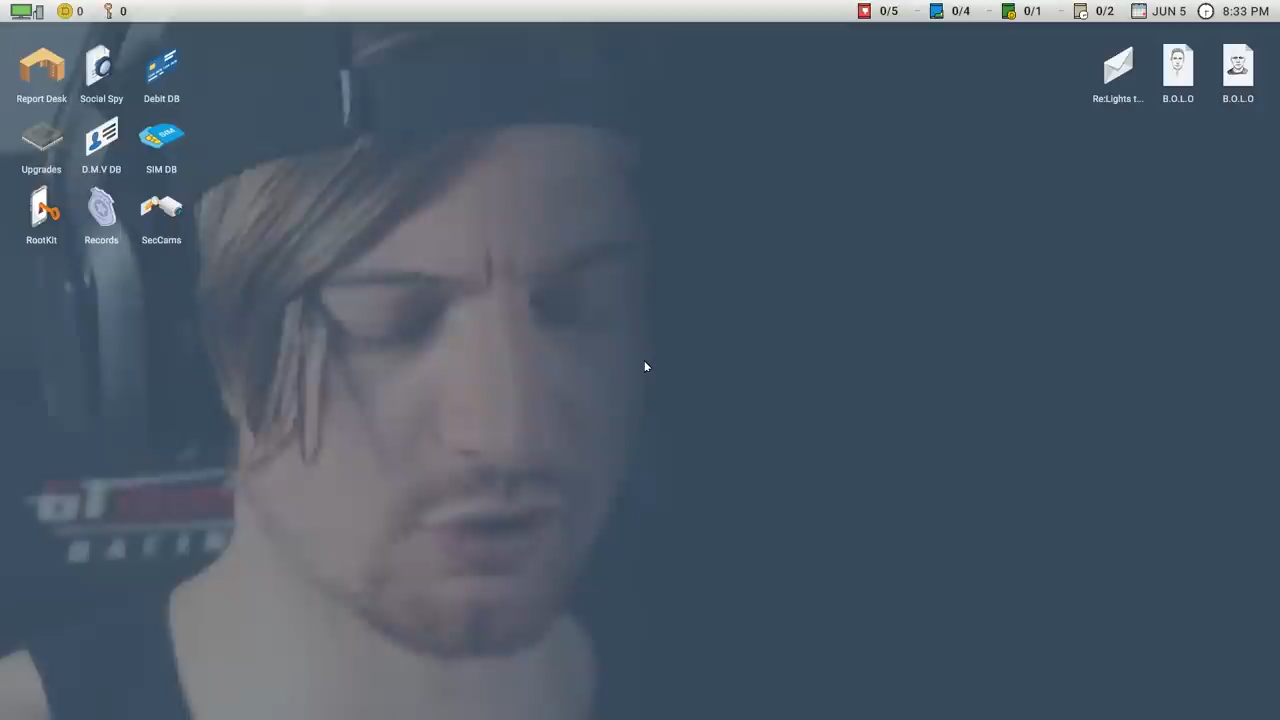 0 0 0/5 0/4 0/1 0/2 JUN 5 8:33 PM
Report Desk Social Spy Debit DB Re:Lights t... B.O.L.O B.O.L.O
Upgrades D.M.V DB SIM DB
RootKit Records SecCams
SIM